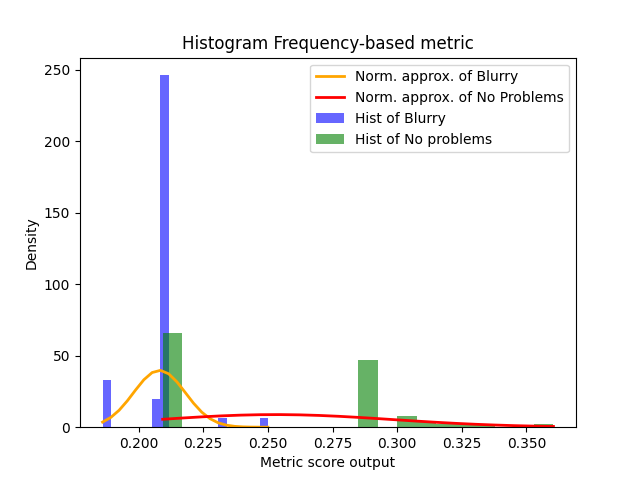 Histogram Frequency-based metric
Norm. approx. of Blurry
Norm. approx. of No Problems
Hist of Blurry
Hist of No problems
250
200
150
100
50
0
Density
0.200 0.225 0.250 0.275 0.300 0.325 0.350
Metric score output